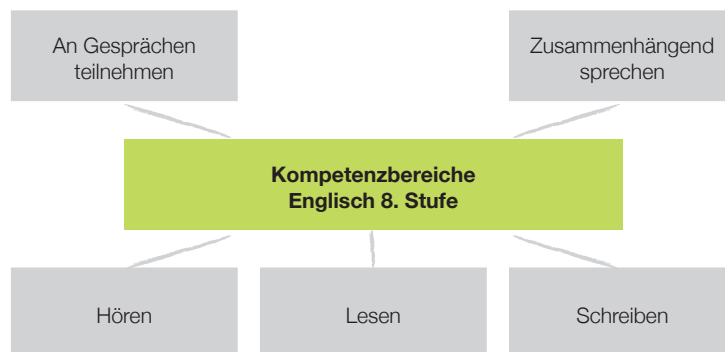 An Gesprächen
teilnehmen
Zusammenhängend
sprechen
Kompetenzbereiche
Englisch 8. Stufe
Hören
Lesen
Schreiben